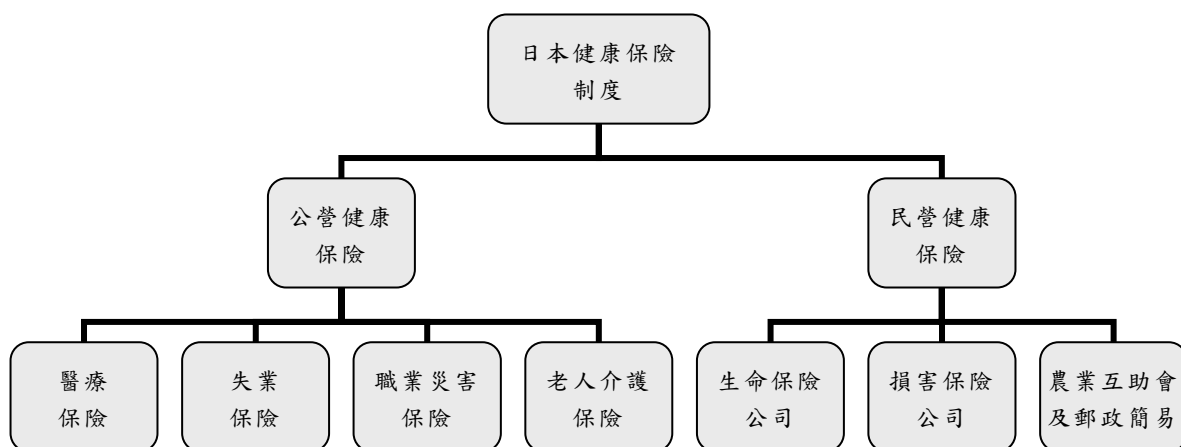 日本健康保險
制度
公營健康
保險
民營健康
保險
醫療
保險
失業
保險
職業災害
保險
老人介護
保險
生命保險
公司
損害保險
公司
農業互助會
及郵政簡易